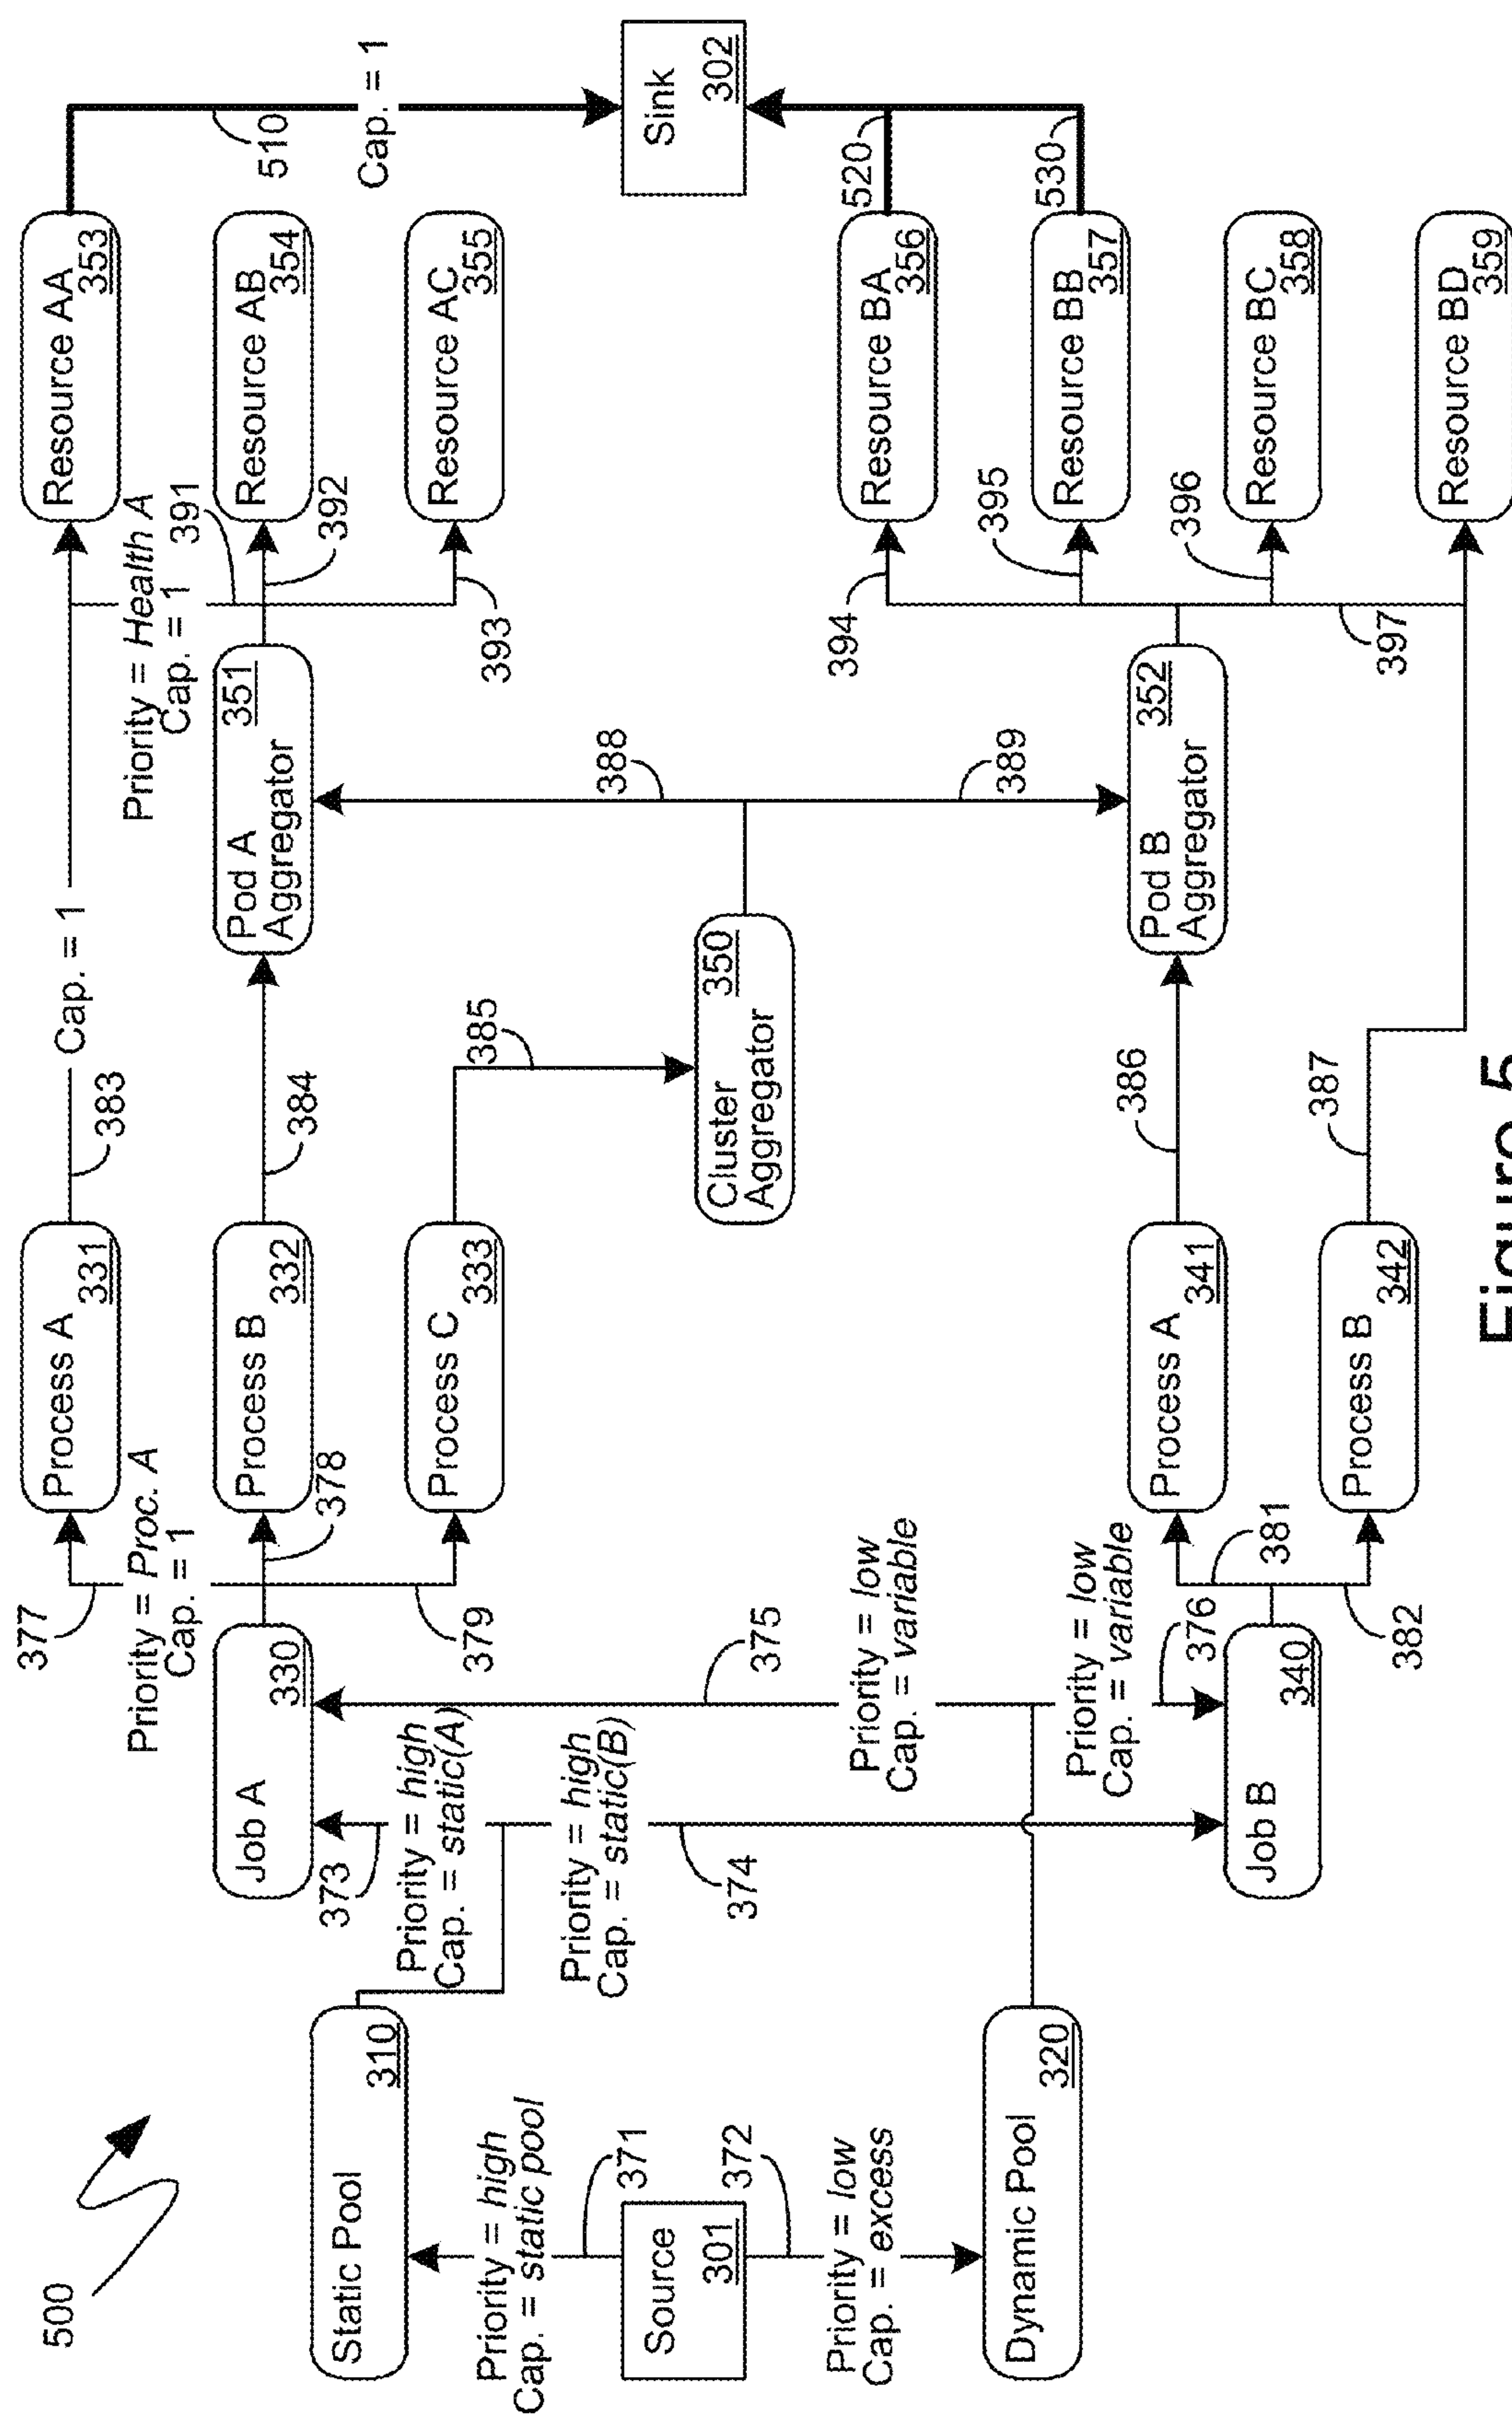 500
Source
301
371
372
Priority = high
Cap. = static pool
Priority = low
Cap. = excess
Static Pool
310
Dynamic Pool
320
Priority = high
Cap. = static(A)
373
Priority = high
Cap. = static(B)
374
Priority = low
Cap. = variable
375
Priority = low
Cap. = variable
376
Job A
330
Job B
340
377
Priority = Proc. A
Cap. = 1
378
379
381
382
Process A
331
Process B
332
Process C
333
Process A
341
Process B
342
383
Cap. = 1
384
385
386
387
Cluster
Aggregator
350
388
389
Pod A
Aggregator
351
Pod B
Aggregator
352
Priority = Health A
Cap. = 1
391
392
393
394
395
396
397
Resource AA
353
Resource AB
354
Resource AC
355
Resource BA
356
Resource BB
357
Resource BC
358
Resource BD
359
510
Cap. = 1
520
530
Sink
302
Figure 5